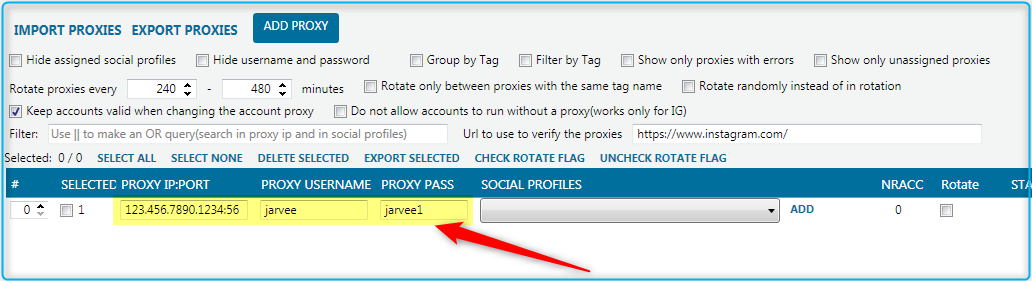 IMPORT PROXIES EXPORT PROXIES ADD PROXY
Hide assigned social profiles Hide username and password Group by Tag Filter by Tag Show only proxies with errors Show only unassigned proxies
Rotate proxies every 240 - 480 minutes Rotate only between proxies with the same tag name Rotate randomly instead of in rotation
Keep accounts valid when changing the account proxy Do not allow accounts to run without a proxy(works only for IG)
Filter: Use || to make an OR query(search in proxy ip and in social profiles) Url to use to verify the proxies https://www.instagram.com/
Selected: 0 / 0 SELECT ALL SELECT NONE DELETE SELECTED EXPORT SELECTED CHECK ROTATE FLAG UNCHECK ROTATE FLAG
# SELECTED PROXY IP:PORT PROXY USERNAME PROXY PASS SOCIAL PROFILES NRACC Rotate STA
0 1 123.456.7890.1234:56 jarvee jarvee1 ADD 0